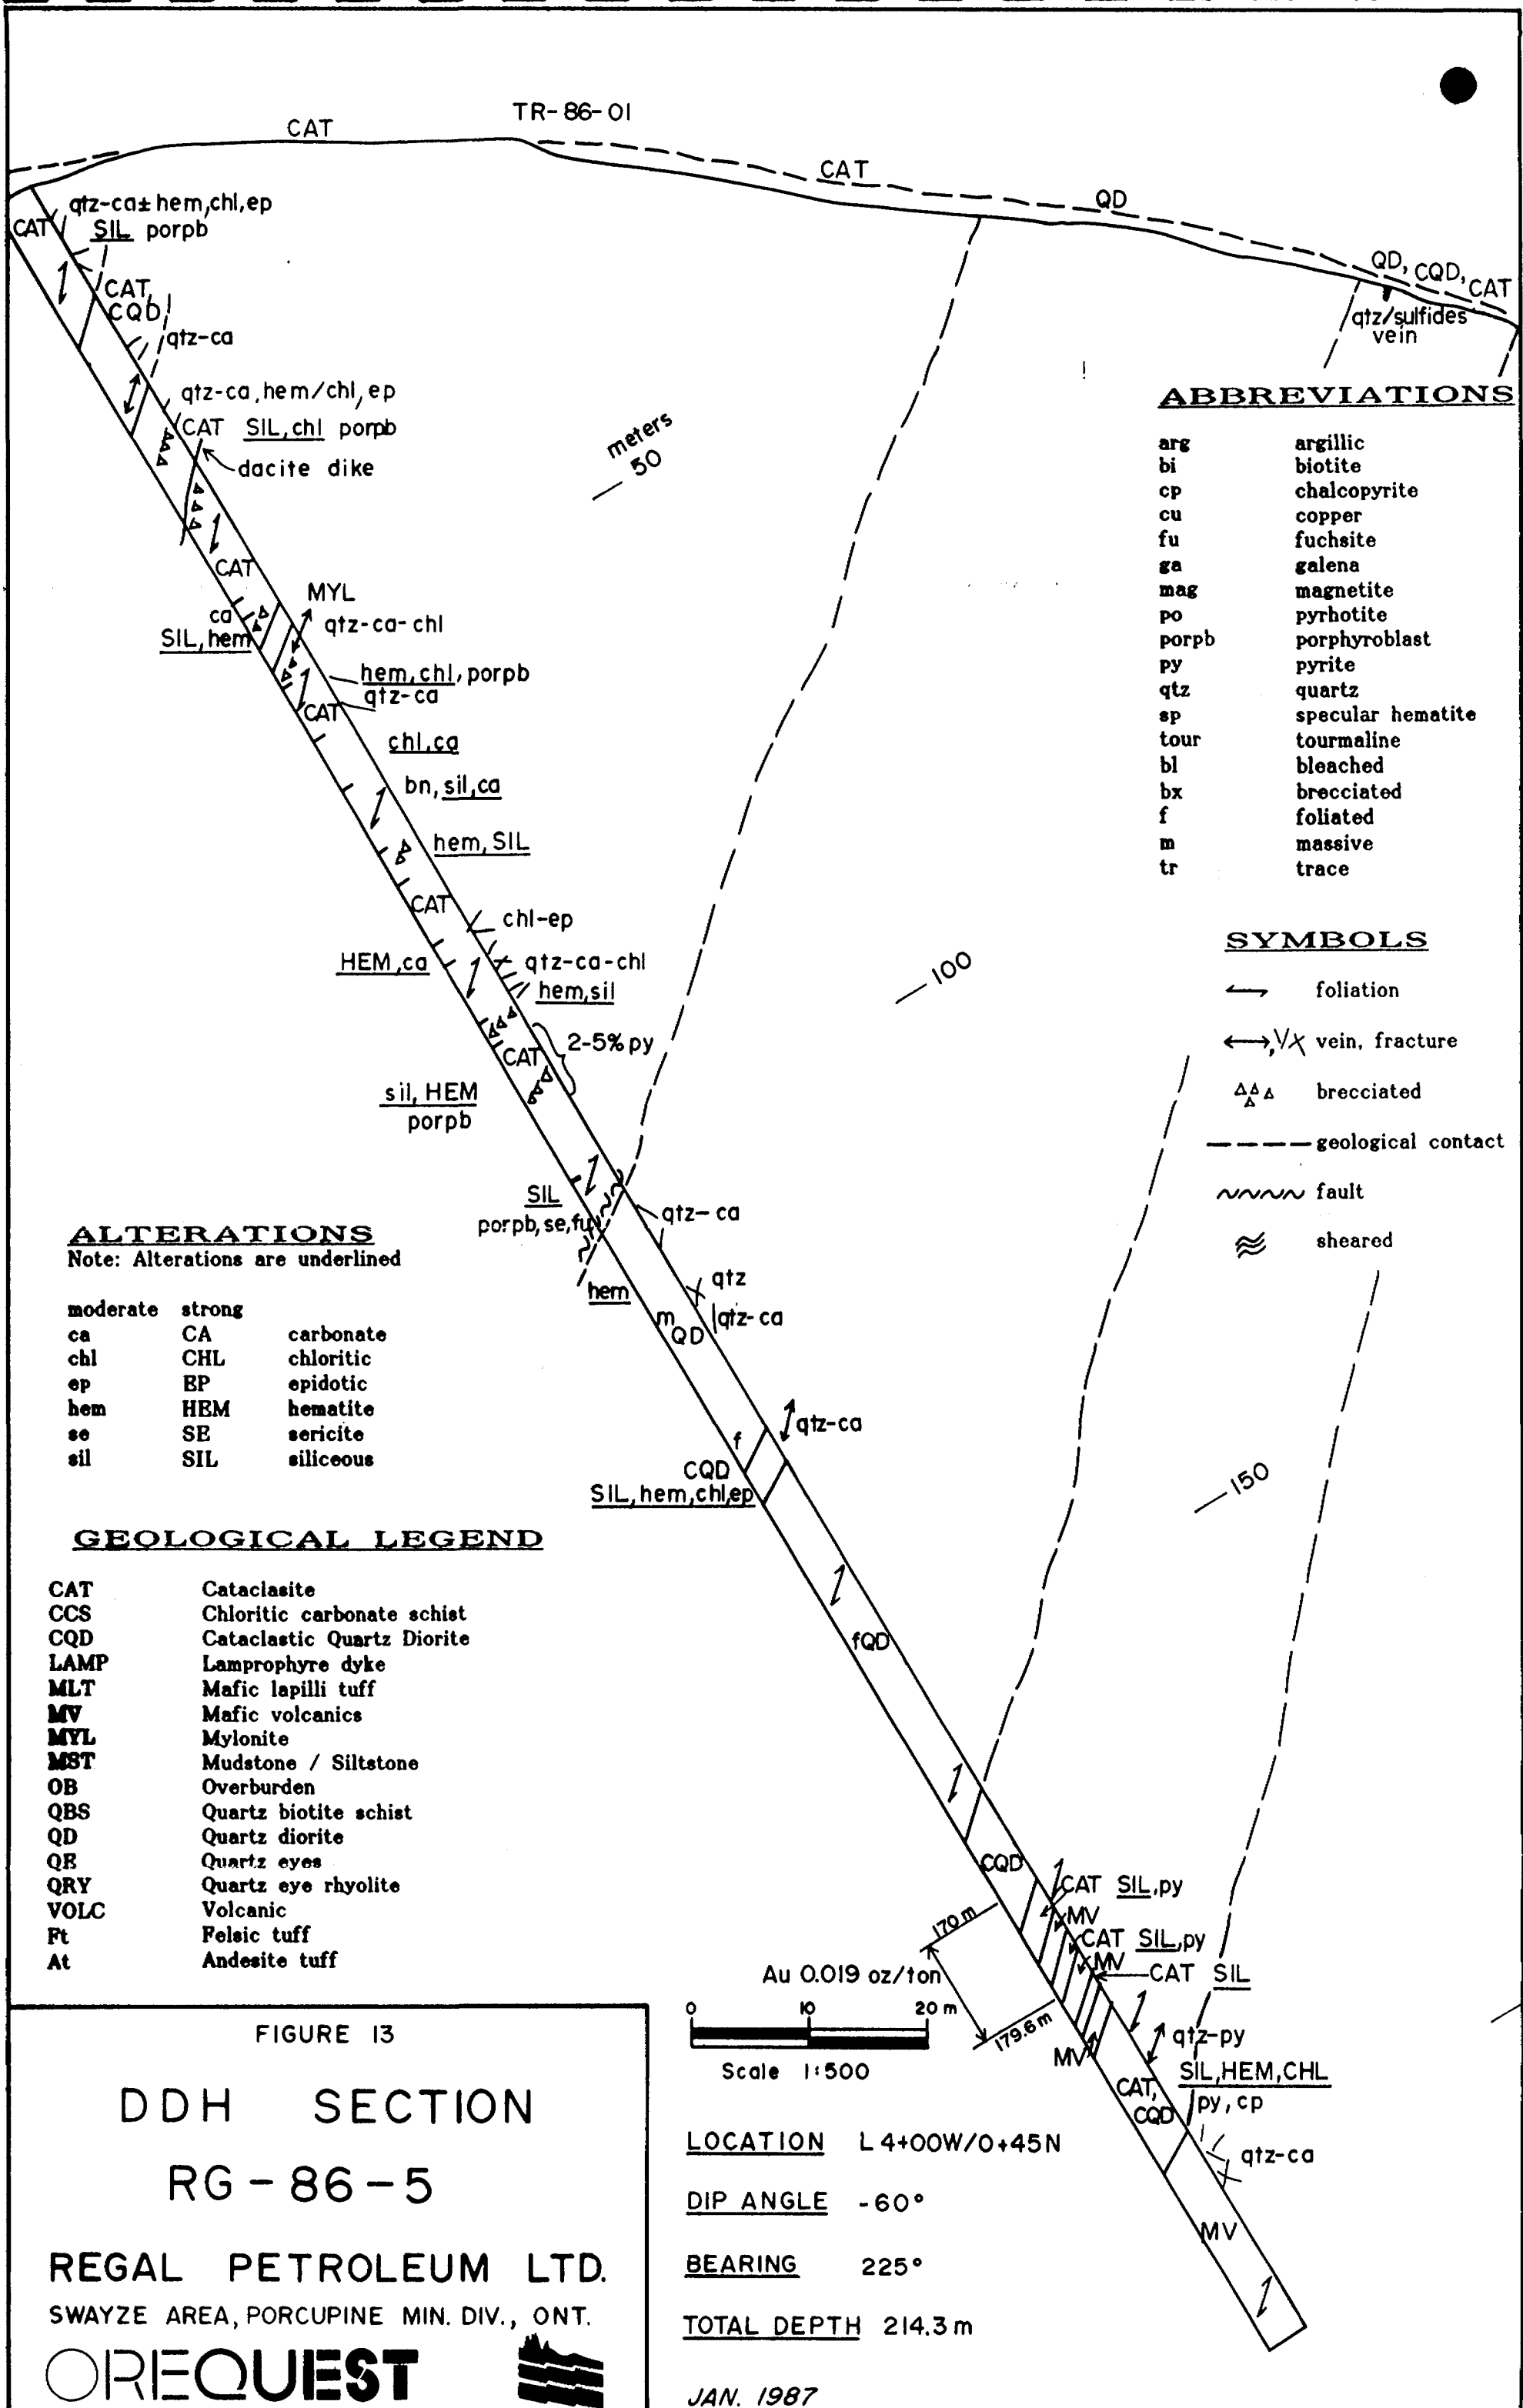 TR-86-01
CAT
CAT
QD
QD, CQD, CAT
qtz/sulfides
vein
CAT
qtz-ca± hem,chl,ep
SIL porpb
CAT,
CQD
qtz-ca
qtz-ca,hem/chl,ep
CAT SIL,chl porpb
dacite dike
CAT
MYL
ca
SIL,hem
qtz-ca-chl
hem,chl,porpb
qtz-ca
CAT
chl,ca
bn,sil,ca
hem,SIL
CAT
chl-ep
HEM,ca
qtz-ca-chl
hem,sil
2-5% py
CAT
sil,HEM
porpb
SIL
porpb,se,fu
qtz-ca
hem
qtz
qtz-ca
m
QD
qtz-ca
f
CQD
SIL,hem,chl,ep
fQD
CQD
CAT SIL,py
MV
CAT SIL,py
MV
CAT SIL
170 m
Au 0.019 oz/ton
179.6m
MV
qtz-py
SIL,HEM,CHL
py,cp
CAT,
CQD
qtz-ca
MV
meters
50
100
150
ABBREVIATIONS
arg argillic
bi biotite
cp chalcopyrite
cu copper
fu fuchsite
ga galena
mag magnetite
po pyrhotite
porpb porphyroblast
py pyrite
qtz quartz
sp specular hematite
tour tourmaline
bl bleached
bx brecciated
f foliated
m massive
tr trace
SYMBOLS
foliation
vein, fracture
brecciated
geological contact
fault
sheared
ALTERATIONS
Note: Alterations are underlined
moderate strong
ca CA carbonate
chl CHL chloritic
ep EP epidotic
hem HEM hematite
se SE sericite
sil SIL siliceous
GEOLOGICAL LEGEND
CAT Cataclasite
CCS Chloritic carbonate schist
CQD Cataclastic Quartz Diorite
LAMP Lamprophyre dyke
MLT Mafic lapilli tuff
MV Mafic volcanics
MYL Mylonite
MST Mudstone / Siltstone
OB Overburden
QBS Quartz biotite schist
QD Quartz diorite
QE Quartz eyes
QRY Quartz eye rhyolite
VOLC Volcanic
Ft Felsic tuff
At Andesite tuff
0 10 20 m
Scale 1:500
FIGURE 13
DDH SECTION
RG-86-5
REGAL PETROLEUM LTD.
SWAYZE AREA, PORCUPINE MIN. DIV., ONT.
OREQUEST
LOCATION L 4+00W/0+45N
DIP ANGLE -60°
BEARING 225°
TOTAL DEPTH 214.3 m
JAN. 1987